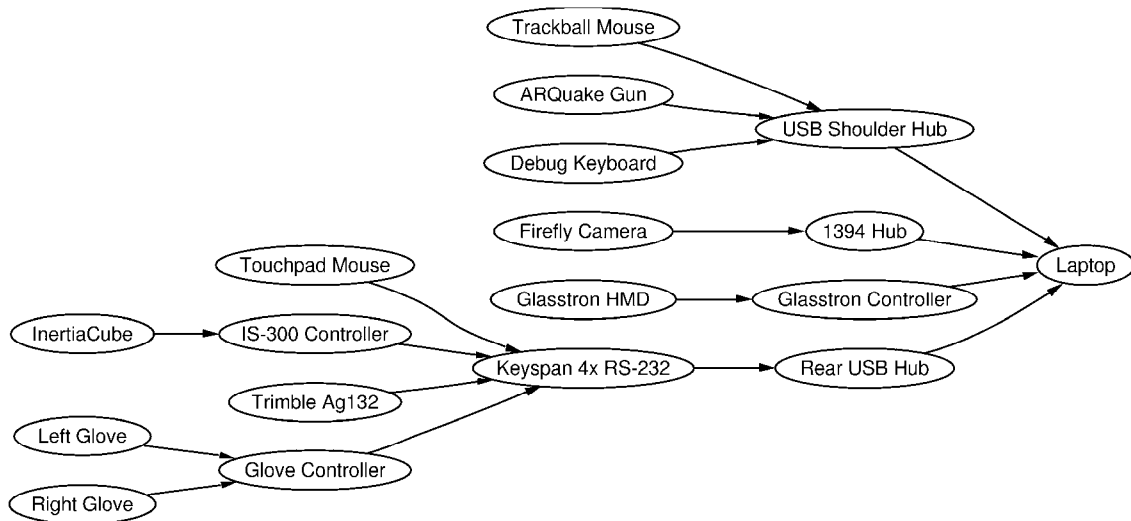 Trackball Mouse
ARQuake Gun
USB Shoulder Hub
Debug Keyboard
Firefly Camera
1394 Hub
Touchpad Mouse
Laptop
Glasstron HMD
Glasstron Controller
InertiaCube
IS-300 Controller
Keyspan 4x RS-232
Rear USB Hub
Trimble Ag132
Left Glove
Glove Controller
Right Glove